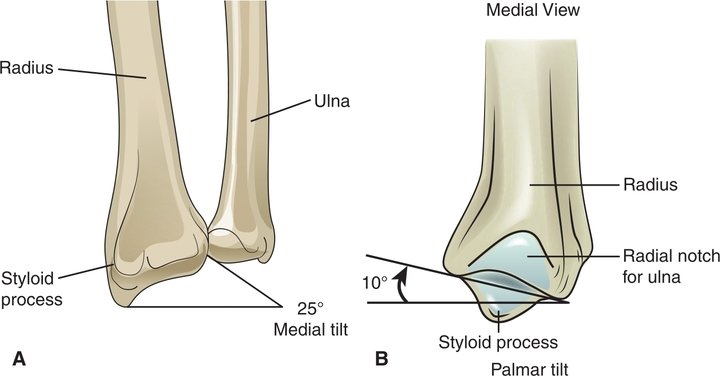 Radius
Ulna
Styloid
process
25°
Medial tilt
A
Medial View
Radius
Radial notch
for ulna
10°
Styloid process
B
Palmar tilt